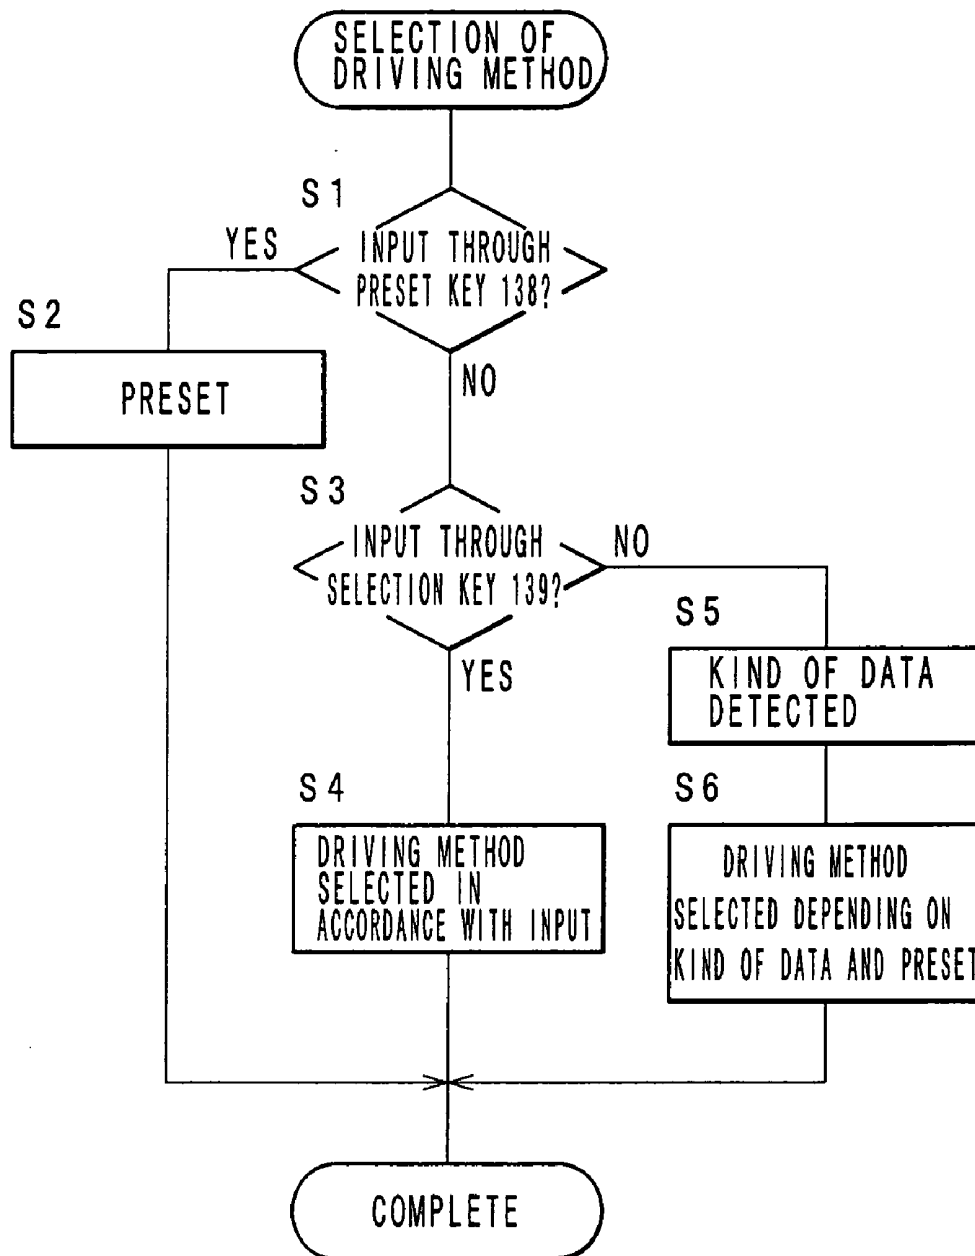 SELECTION OF
DRIVING METHOD
S1
YES
INPUT THROUGH
PRESET KEY 138?
S2
PRESET
NO
S3
INPUT THROUGH
SELECTION KEY 139?
NO
YES
S5
KIND OF DATA
DETECTED
S4
DRIVING METHOD
SELECTED IN
ACCORDANCE WITH INPUT
S6
DRIVING METHOD
SELECTED DEPENDING ON
KIND OF DATA AND PRESET
COMPLETE